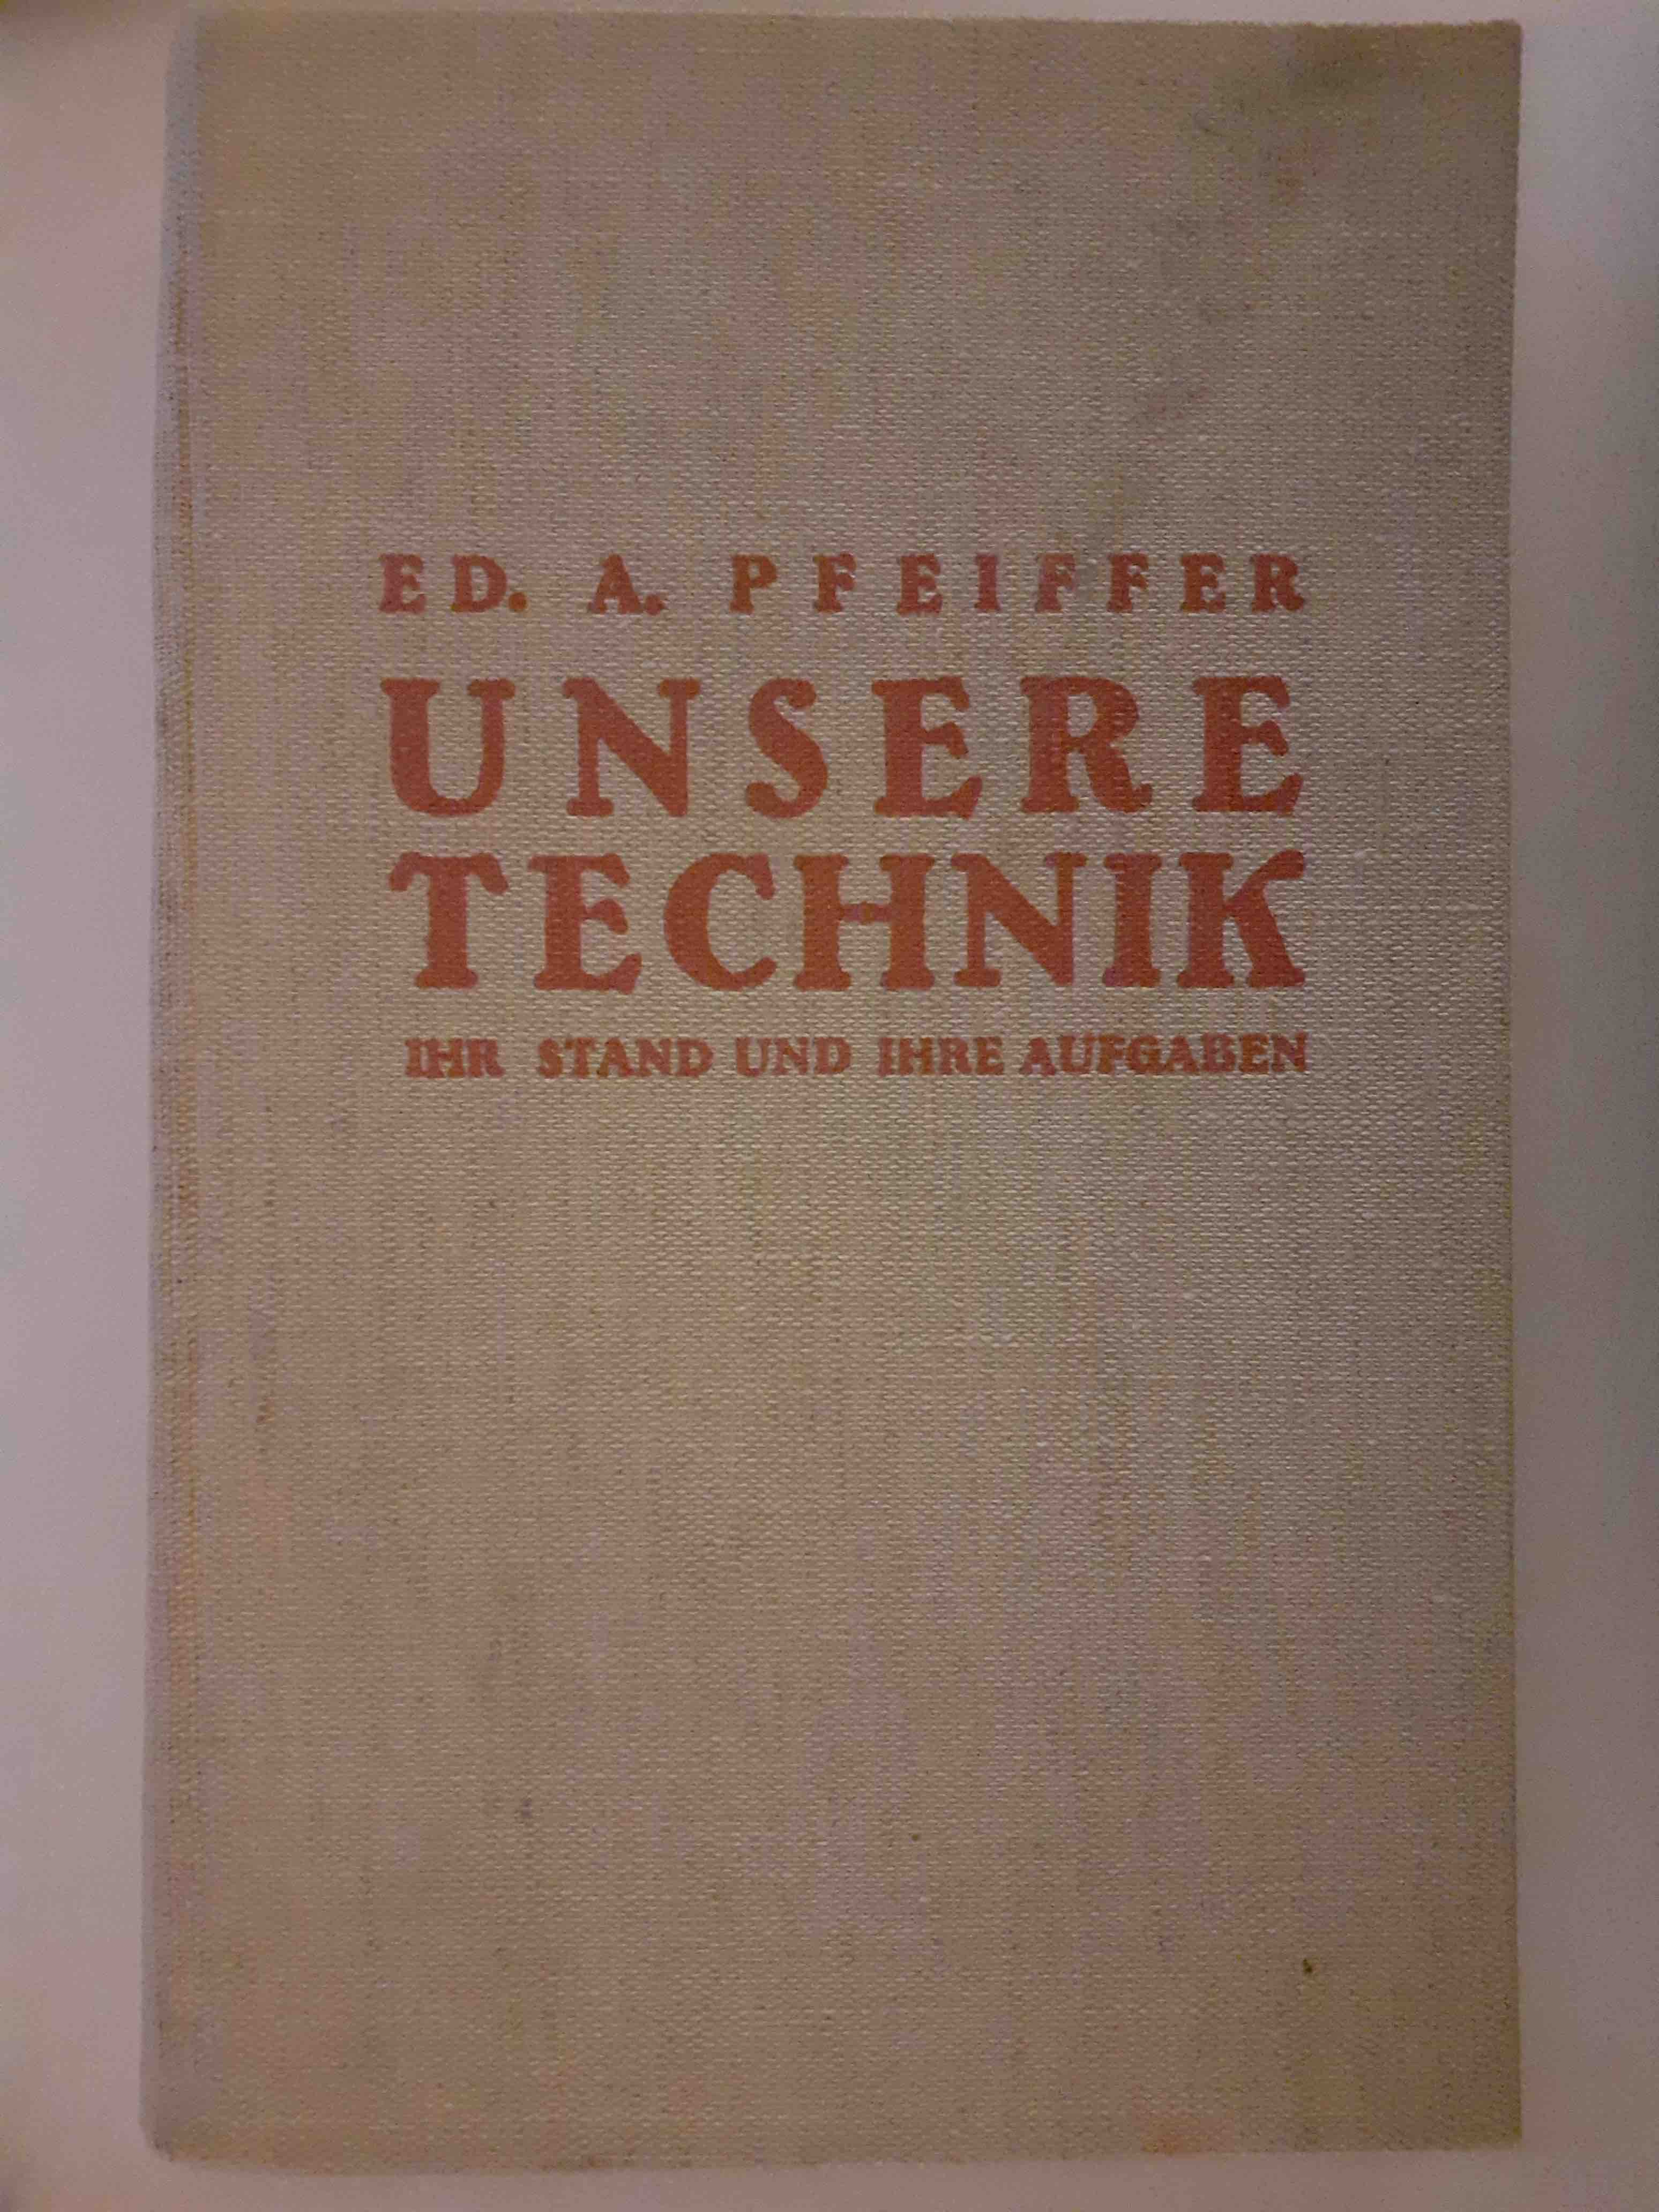 ED. A. PFEIFFER
UNSERE
TECHNIK
IHR STAND UND IHRE AUFGABEN